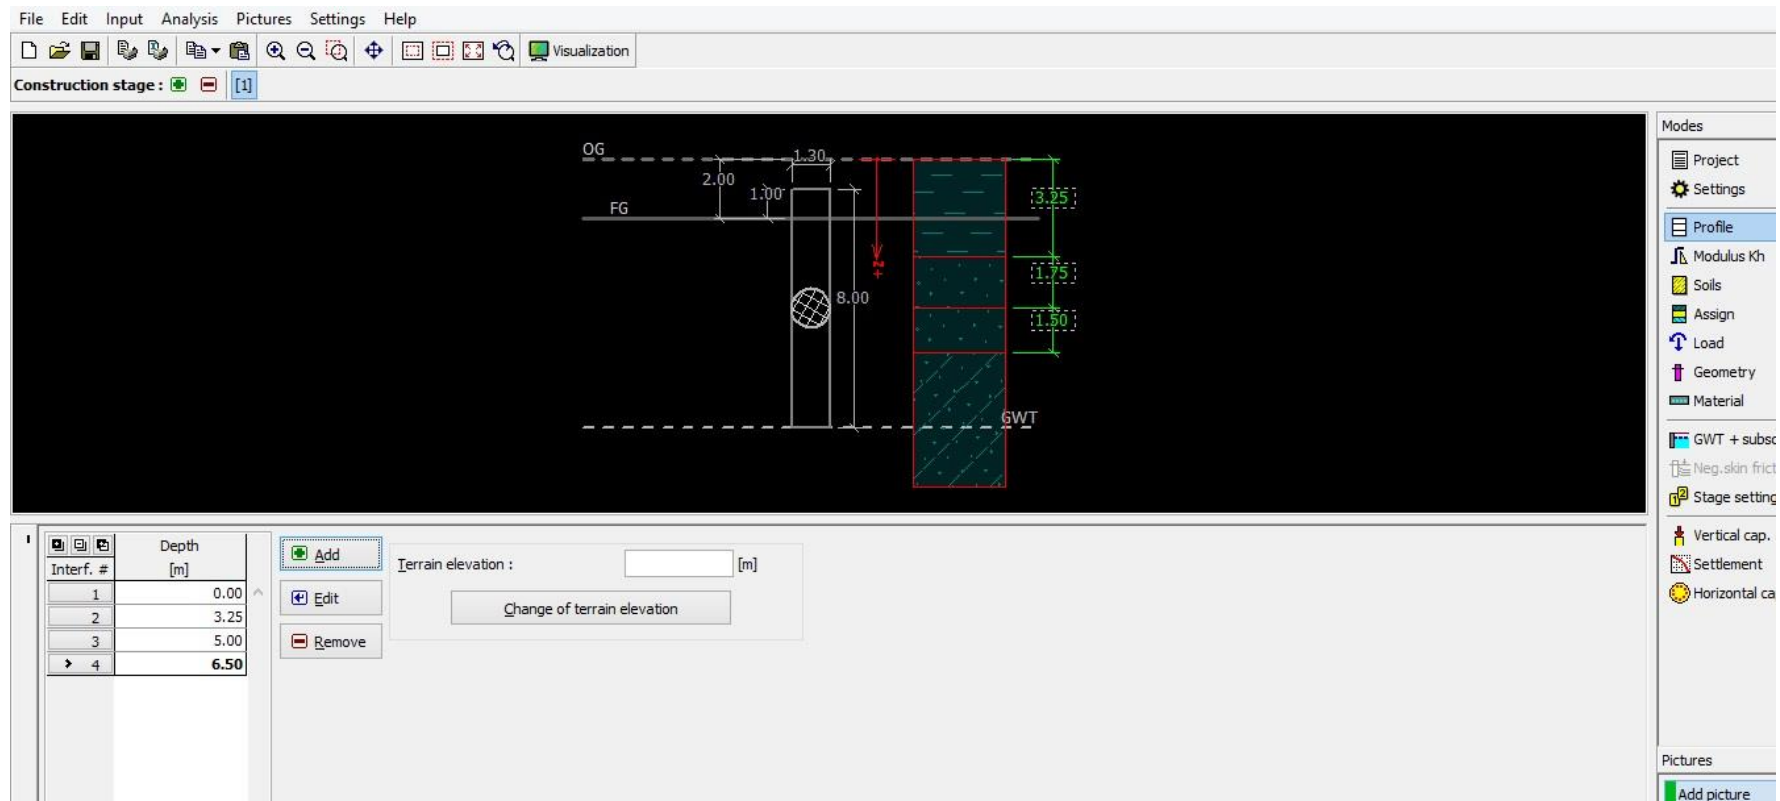 File Edit Input Analysis Pictures Settings Help
Visualization
Construction stage : [1]
Modes
Project
Settings
Profile
Modulus Kh
Soils
Assign
Load
Geometry
Material
GWT + subso
Neg.skin frict
Stage setting
Vertical cap.
Settlement
Horizontal ca
Pictures
Add picture
OG
1.30
2.00
1.00
FG
8.00
+z
3.25
1.75
1.50
GWT
Depth
Interf. # [m]
1 0.00
2 3.25
3 5.00
4 6.50
Add
Edit
Remove
Terrain elevation : [m]
Change of terrain elevation